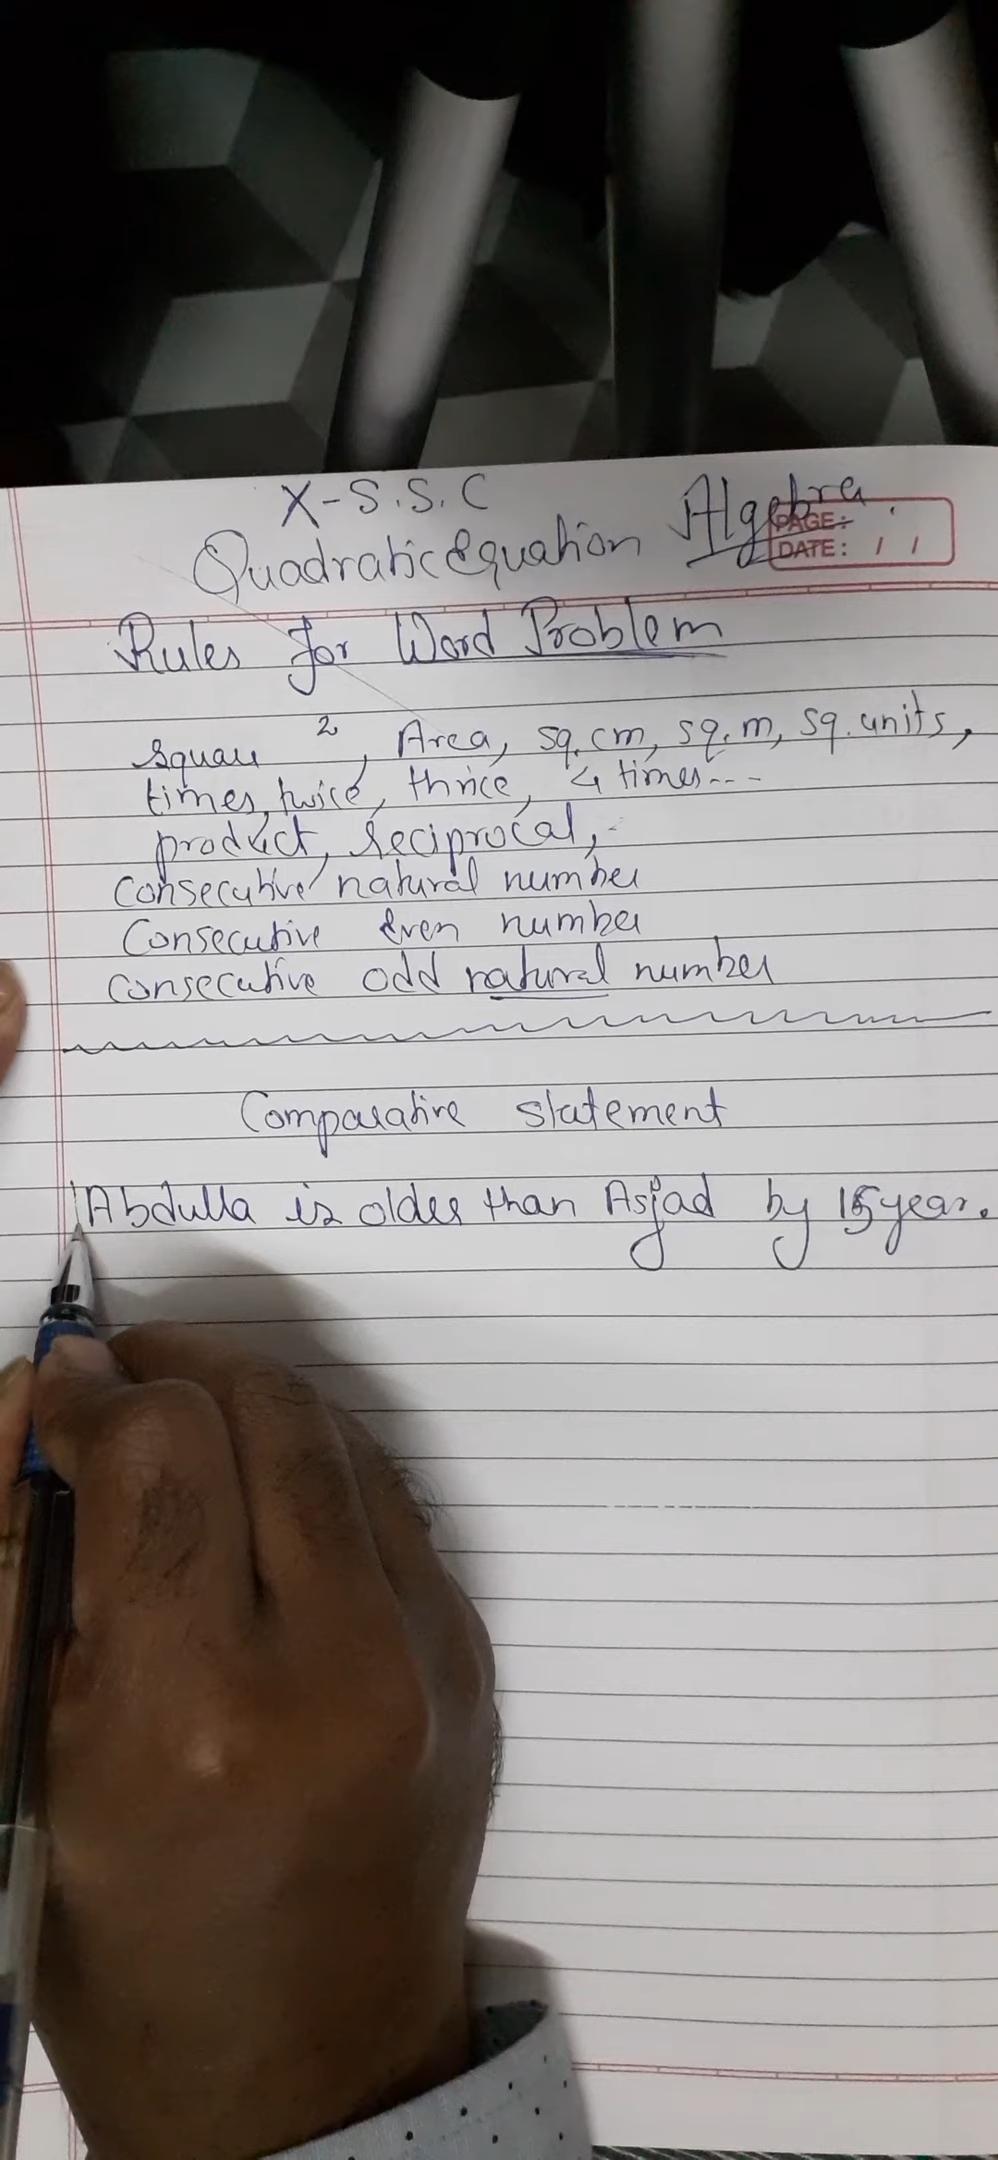 X-S.S.C
Quadratic equation Algebra
PAGE:
DATE: / /
Rules for Word Problem
square ², Area, sq.cm, sq.m, sq.units,
times, twice, thrice, 4 times---
product, reciprocal,
consecutive natural number
Consecutive even number
consecutive odd natural number
Comparative statement
Abdulla is older than Asjad by 15 year.